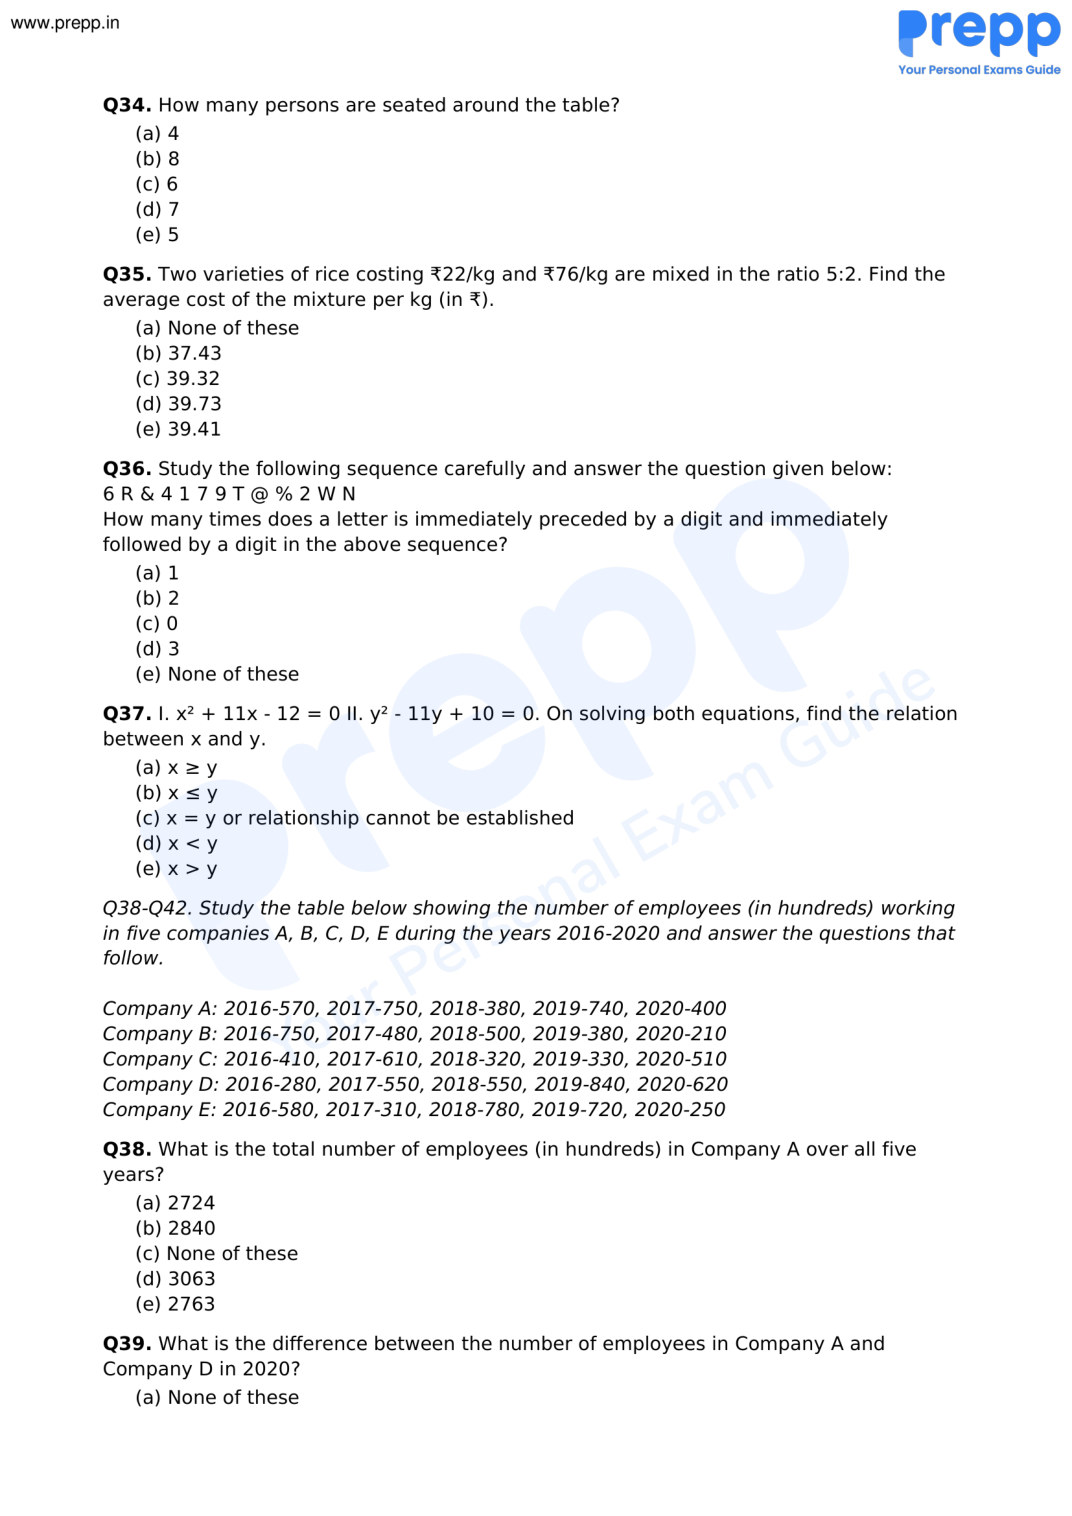 www.prepp.in
Prepp
Your Personal Exams Guide
Q34. How many persons are seated around the table?
(a) 4
(b) 8
(c) 6
(d) 7
(e) 5
Q35. Two varieties of rice costing ₹22/kg and ₹76/kg are mixed in the ratio 5:2. Find the
average cost of the mixture per kg (in ₹).
(a) None of these
(b) 37.43
(c) 39.32
(d) 39.73
(e) 39.41
Q36. Study the following sequence carefully and answer the question given below:
6 R & 4 1 7 9 T @ % 2 W N
How many times does a letter is immediately preceded by a digit and immediately
followed by a digit in the above sequence?
(a) 1
(b) 2
(c) 0
(d) 3
(e) None of these
Q37. I. x² + 11x - 12 = 0 II. y² - 11y + 10 = 0. On solving both equations, find the relation
between x and y.
(a) x ≥ y
(b) x ≤ y
(c) x = y or relationship cannot be established
(d) x < y
(e) x > y
Q38-Q42. Study the table below showing the number of employees (in hundreds) working
in five companies A, B, C, D, E during the years 2016-2020 and answer the questions that
follow.
Company A: 2016-570, 2017-750, 2018-380, 2019-740, 2020-400
Company B: 2016-750, 2017-480, 2018-500, 2019-380, 2020-210
Company C: 2016-410, 2017-610, 2018-320, 2019-330, 2020-510
Company D: 2016-280, 2017-550, 2018-550, 2019-840, 2020-620
Company E: 2016-580, 2017-310, 2018-780, 2019-720, 2020-250
Q38. What is the total number of employees (in hundreds) in Company A over all five
years?
(a) 2724
(b) 2840
(c) None of these
(d) 3063
(e) 2763
Q39. What is the difference between the number of employees in Company A and
Company D in 2020?
(a) None of these
prepp
Your Personal Exam Guide